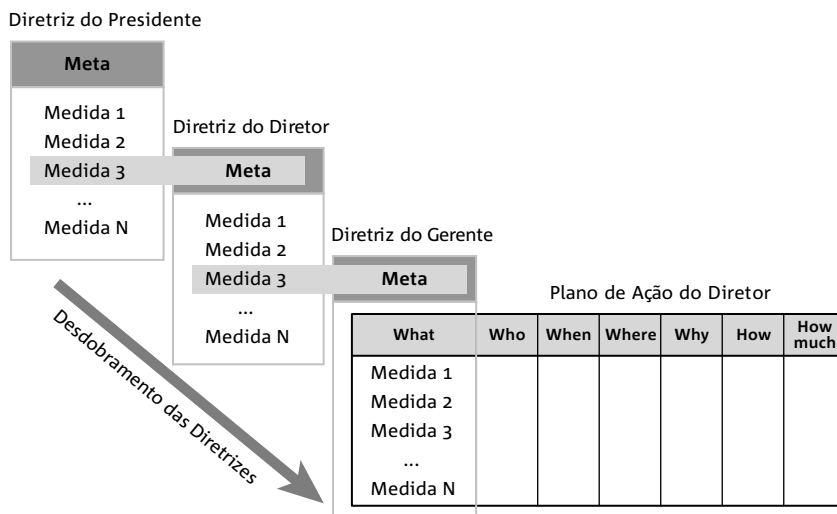 Diretriz do Presidente
Meta
Medida 1
Medida 2
Medida 3
...
Medida N
Diretriz do Diretor
Meta
Medida 1
Medida 2
Medida 3
...
Medida N
Diretriz do Gerente
Meta
Desdobramento das Diretrizes
Plano de Ação do Diretor
What Who When Where Why How How much
Medida 1
Medida 2
Medida 3
...
Medida N